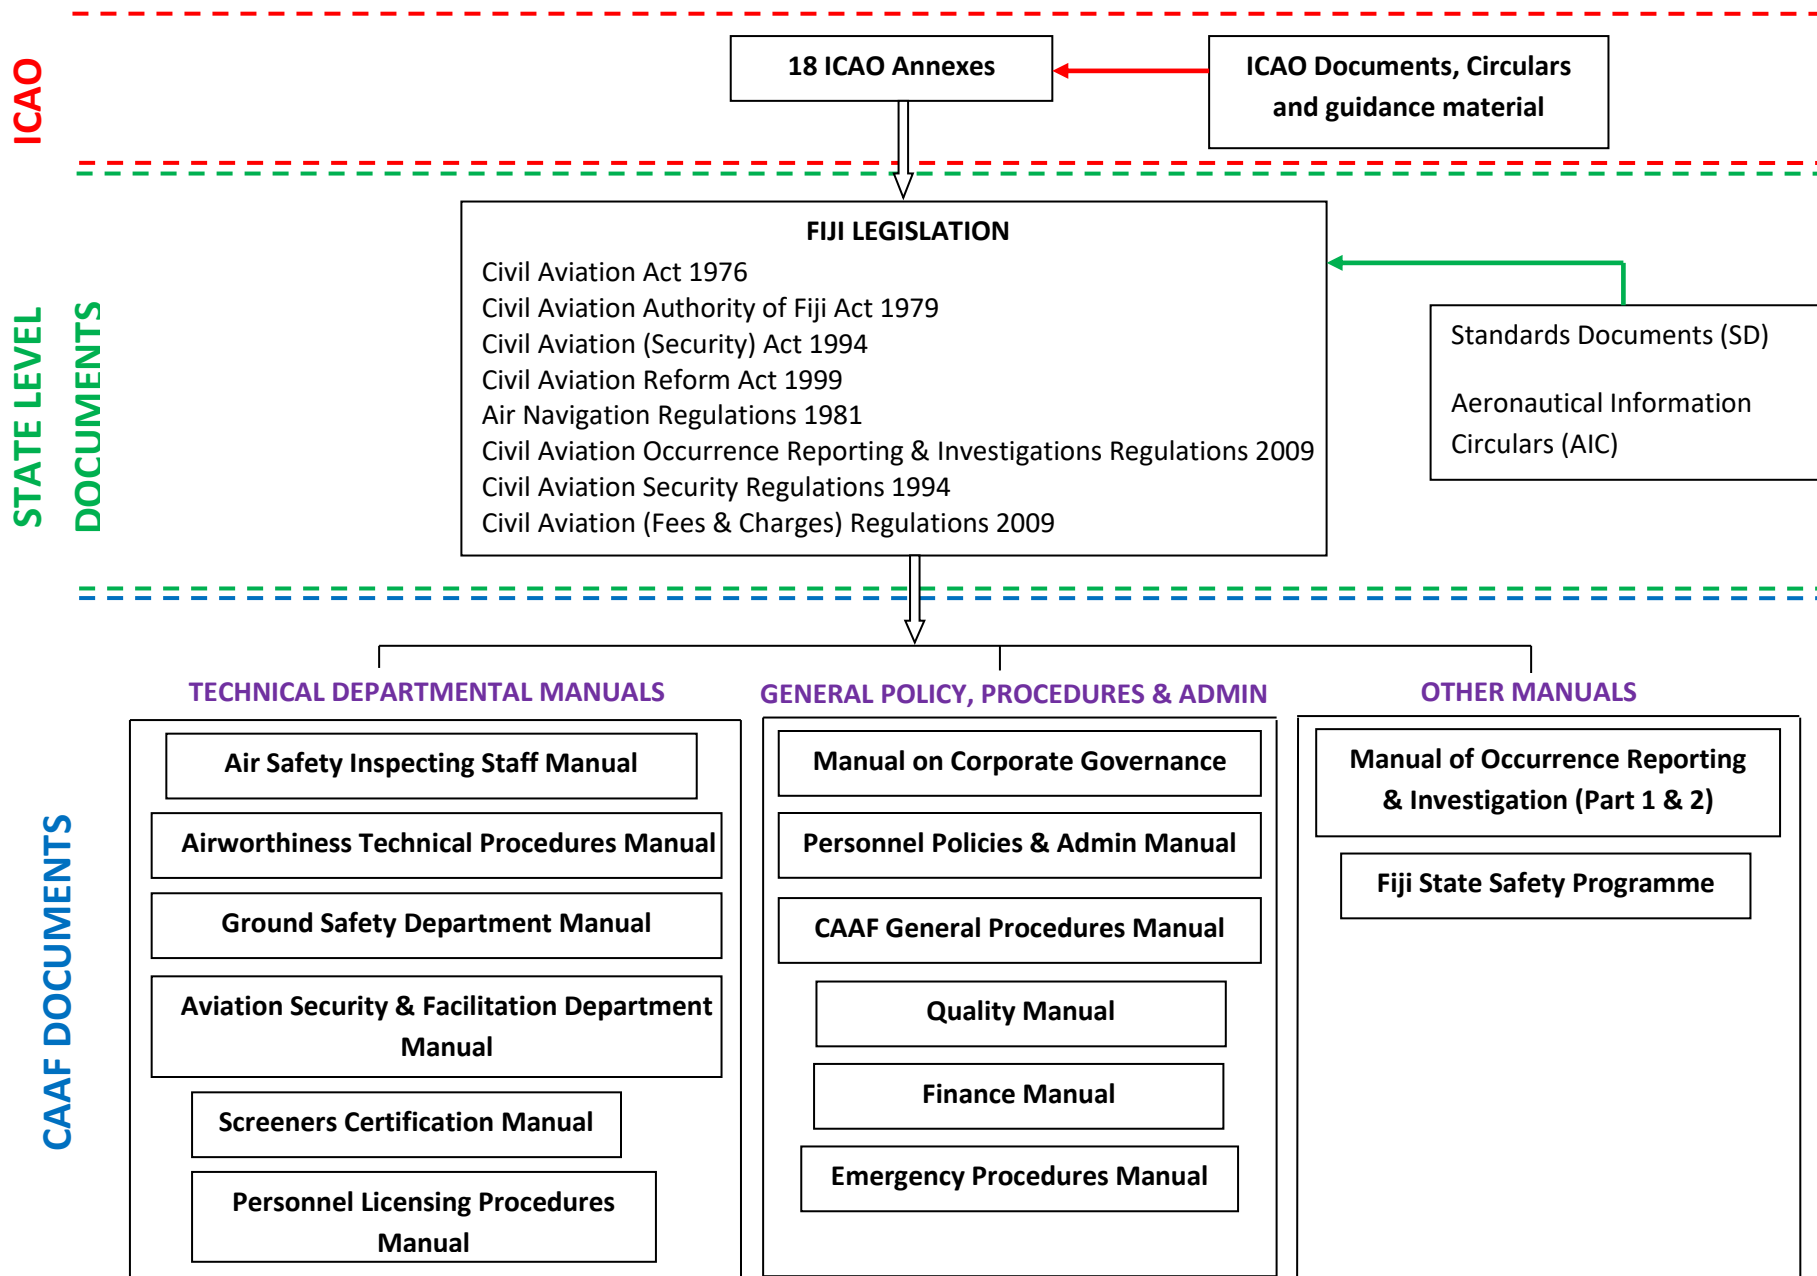 ICAO
18 ICAO Annexes
ICAO Documents, Circulars
and guidance material
STATE LEVEL
DOCUMENTS
FIJI LEGISLATION
Civil Aviation Act 1976
Civil Aviation Authority of Fiji Act 1979
Civil Aviation (Security) Act 1994
Civil Aviation Reform Act 1999
Air Navigation Regulations 1981
Civil Aviation Occurrence Reporting & Investigations Regulations 2009
Civil Aviation Security Regulations 1994
Civil Aviation (Fees & Charges) Regulations 2009
Standards Documents (SD)
Aeronautical Information
Circulars (AIC)
CAAF DOCUMENTS
TECHNICAL DEPARTMENTAL MANUALS
Air Safety Inspecting Staff Manual
Airworthiness Technical Procedures Manual
Ground Safety Department Manual
Aviation Security & Facilitation Department
Manual
Screeners Certification Manual
Personnel Licensing Procedures
Manual
GENERAL POLICY, PROCEDURES & ADMIN
Manual on Corporate Governance
Personnel Policies & Admin Manual
CAAF General Procedures Manual
Quality Manual
Finance Manual
Emergency Procedures Manual
OTHER MANUALS
Manual of Occurrence Reporting
& Investigation (Part 1 & 2)
Fiji State Safety Programme